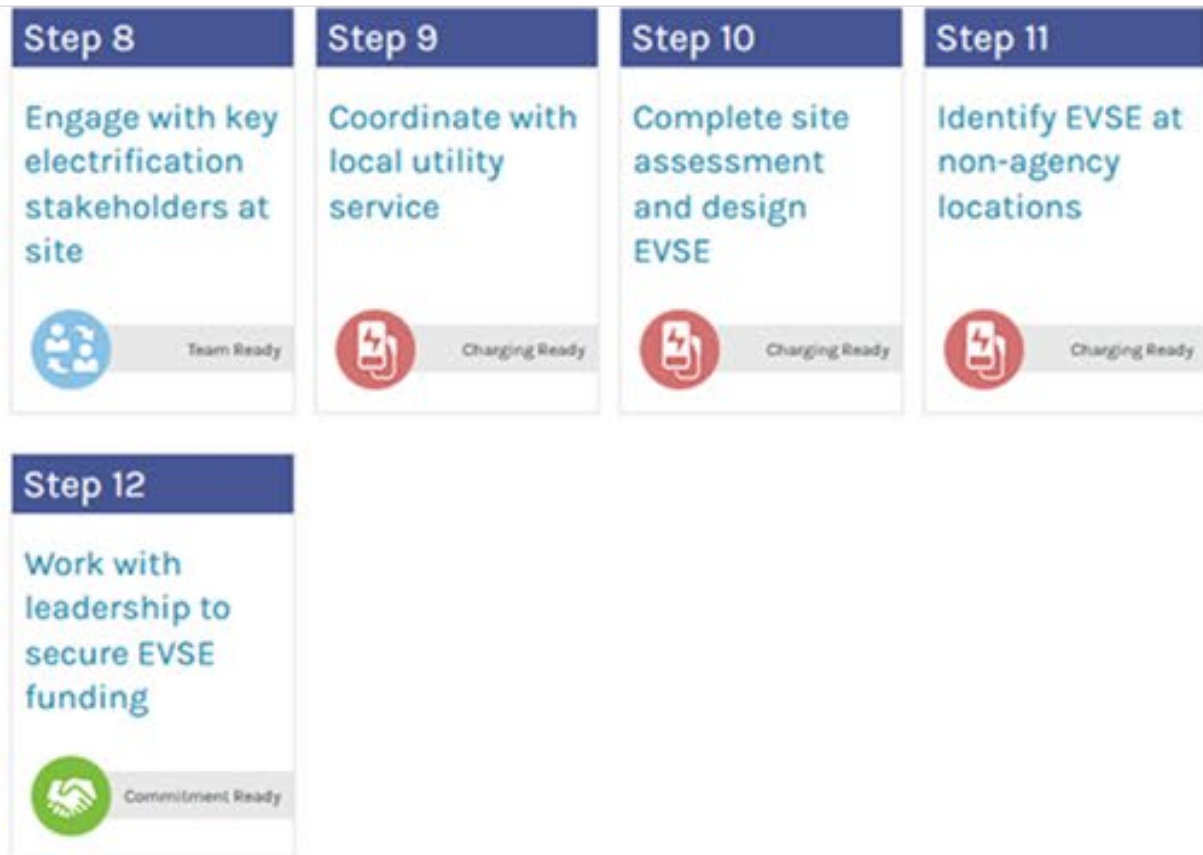 Step 8
Engage with key
electrification
stakeholders at
site
Team Ready
Step 9
Coordinate with
local utility
service
Charging Ready
Step 10
Complete site
assessment
and design
EVSE
Charging Ready
Step 11
Identify EVSE at
non-agency
locations
Charging Ready
Step 12
Work with
leadership to
secure EVSE
funding
Commitment Ready